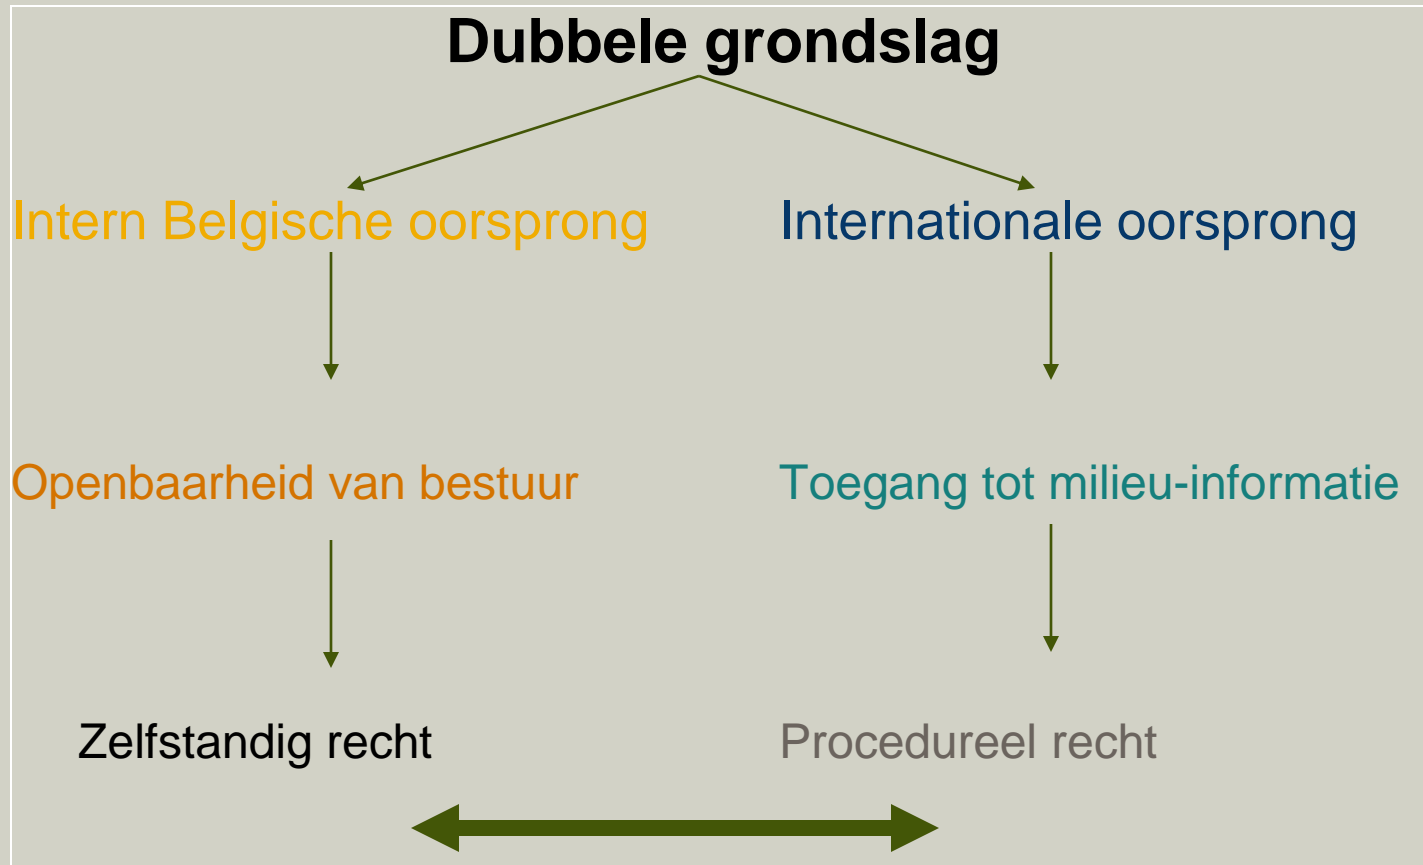 Dubbele grondslag
Intern Belgische oorsprong
Internationale oorsprong
Openbaarheid van bestuur
Toegang tot milieu-informatie
Zelfstandig recht
Procedureel recht